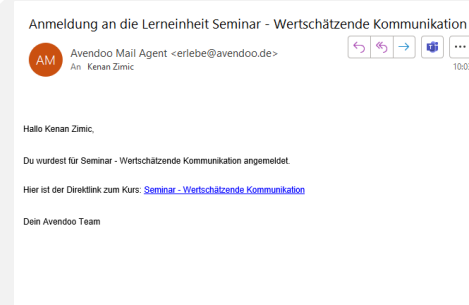 Anmeldung an die Lerneinheit Seminar - Wertschätzende Kommunikation
AM
Avendoo Mail Agent <erlebe@avendoo.de>
An Kenan Zimic
Hallo Kenan Zimic,
Du wurdest für Seminar - Wertschätzende Kommunikation angemeldet.
Hier ist der Direktlink zum Kurs: Seminar - Wertschätzende Kommunikation
Dein Avendoo Team